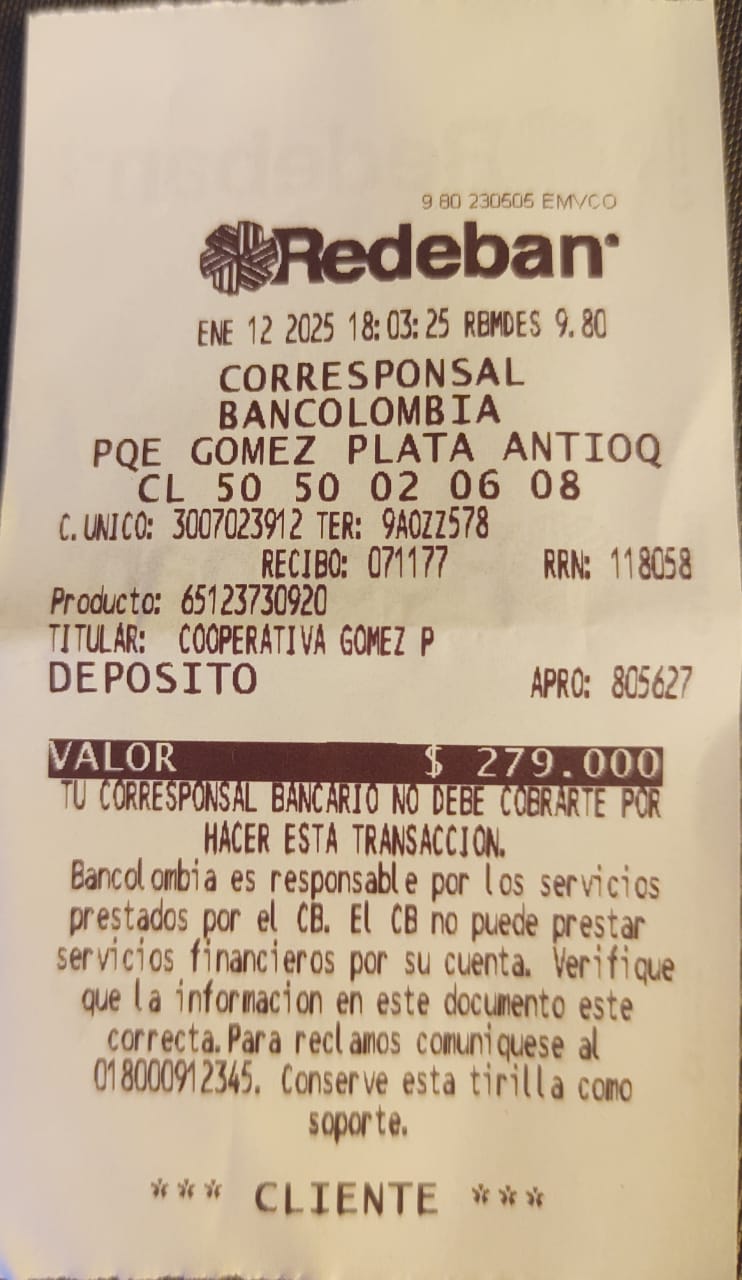 9 80 230505 EMVCO
Redeban
ENE 12 2025 18:03:25 RBMDES 9.80
CORRESPONSAL
BANCOLOMBIA
PQE GOMEZ PLATA ANTIOQ
CL 50 50 02 06 08
C. UNICO: 3007023912 TER: 9AOZZ578
RECIBO: 071177 RRN: 118058
Producto: 65123730920
TITULAR: COOPERATIVA GOMEZ P
DEPOSITO APRO: 805627
VALOR $ 279.000
TU CORRESPONSAL BANCARIO NO DEBE COBRARTE POR
HACER ESTA TRANSACCION.
Bancolombia es responsable por los servicios
prestados por el CB. El CB no puede prestar
servicios financieros por su cuenta. Verifique
que la informacion en este documento este
correcta.Para reclamos comuniquese al
018000912345. Conserve esta tirilla como
soporte.
*** CLIENTE ***